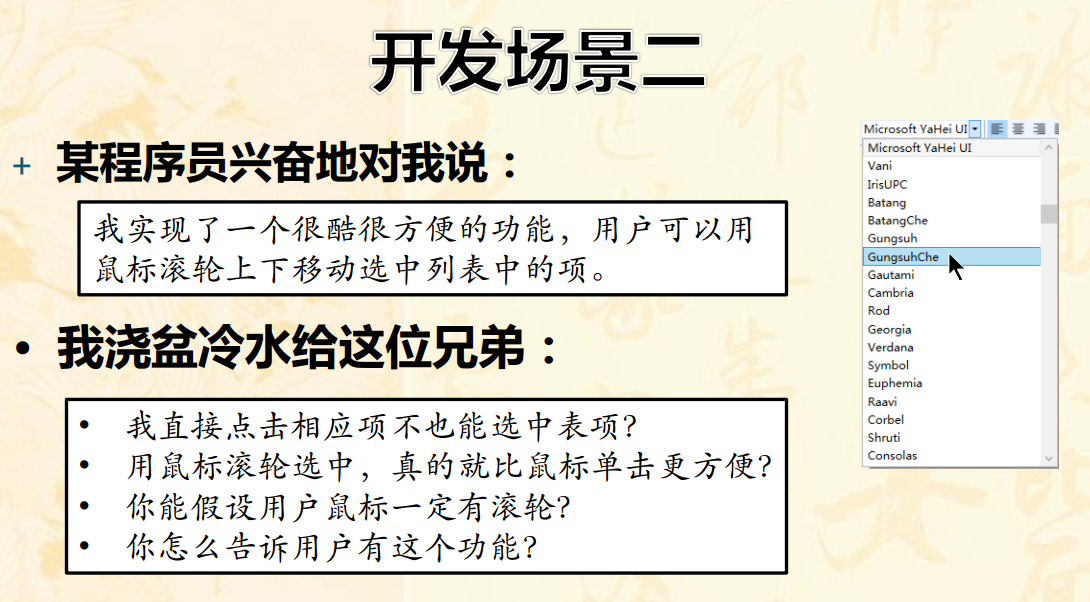 开发场景二
+ 某程序员兴奋地对我说：
我实现了一个很酷很方便的功能，用户可以用
鼠标滚轮上下移动选中列表中的项。
• 我浇盆冷水给这位兄弟：
• 我直接点击相应项不也能选中表项?
• 用鼠标滚轮选中，真的就比鼠标单击更方便?
• 你能假设用户鼠标一定有滚轮?
• 你怎么告诉用户有这个功能?
Microsoft YaHei UI
Microsoft YaHei UI
Vani
IrisUPC
Batang
BatangChe
Gungsuh
GungsuhChe
Gautami
Cambria
Rod
Georgia
Verdana
Symbol
Euphemia
Raavi
Corbel
Shruti
Consolas